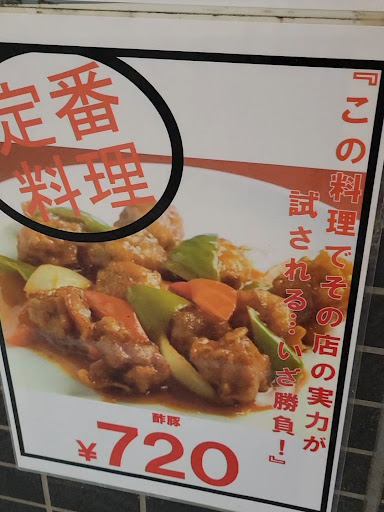 定番
料理
『この料理でその店の実力が
試される…いざ勝負！』
酢豚
¥720